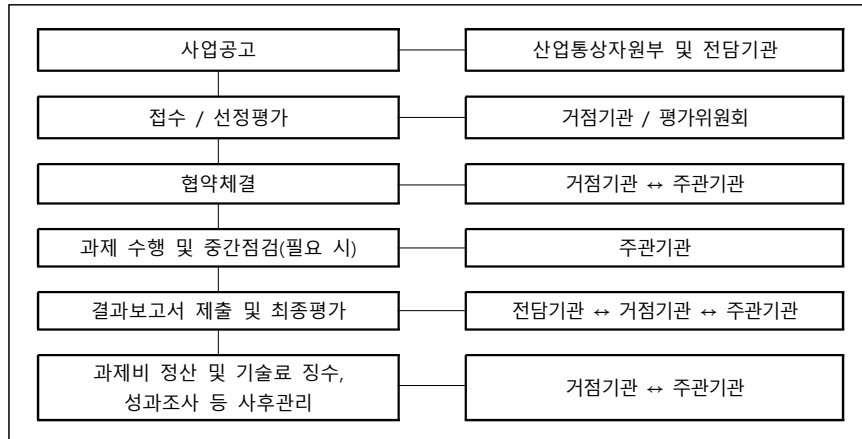 사업공고
산업통상자원부 및 전담기관
접수 / 선정평가
거점기관 / 평가위원회
협약체결
거점기관 ↔ 주관기관
과제 수행 및 중간점검(필요 시)
주관기관
결과보고서 제출 및 최종평가
전담기관 ↔ 거점기관 ↔ 주관기관
과제비 정산 및 기술료 징수,
성과조사 등 사후관리
거점기관 ↔ 주관기관